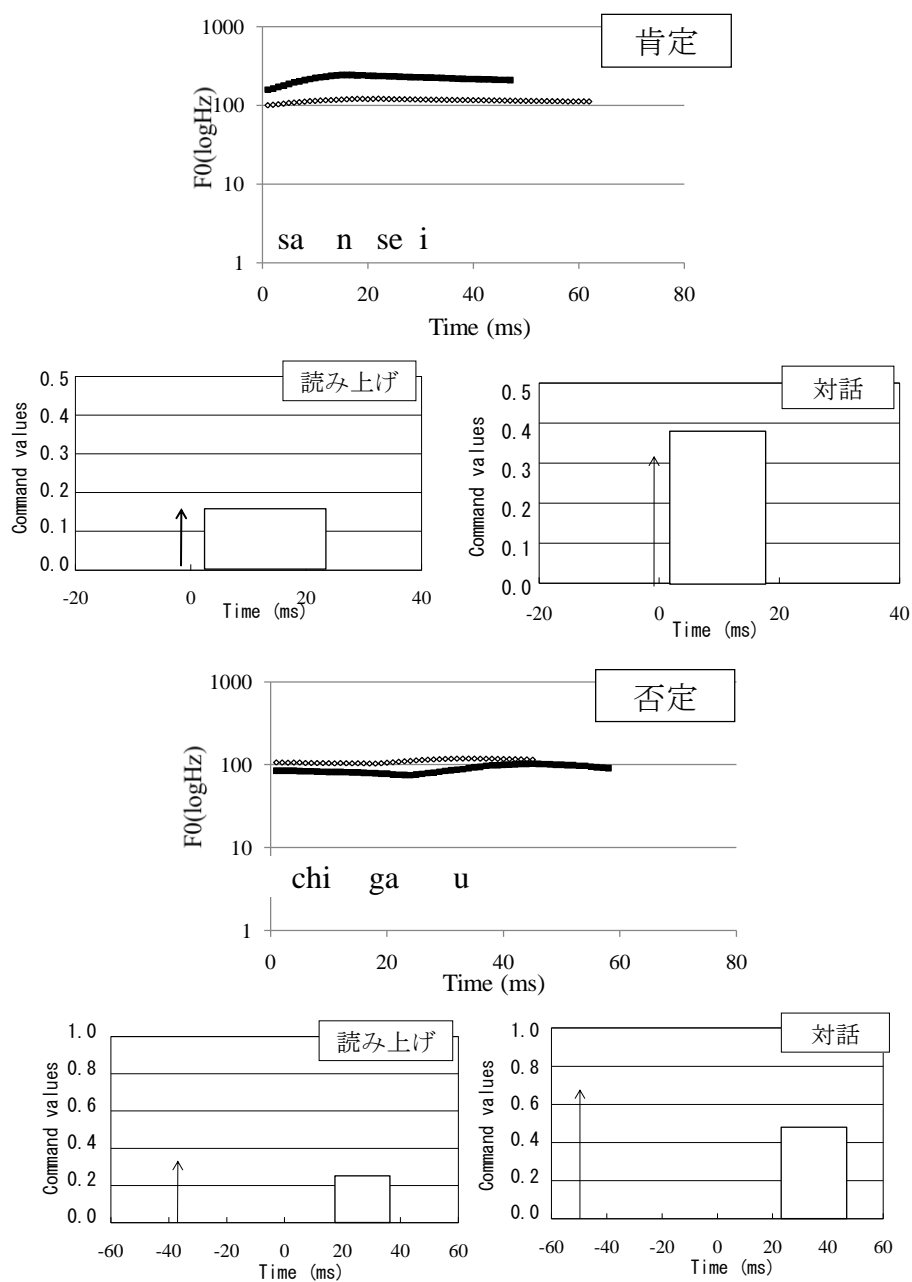 肯定
1000
100
10
1
F0(logHz)
sa n se i
0 20 40 60 80
Time (ms)
読み上げ
0.5
0.4
0.3
0.2
0.1
0.0
Command values
-20 0 20 40
Time (ms)
対話
0.5
0.4
0.3
0.2
0.1
0.0
Command values
-20 0 20 40
Time (ms)
否定
1000
100
10
1
F0(logHz)
chi ga u
0 20 40 60 80
Time (ms)
読み上げ
1.0
0.8
0.6
0.4
0.2
0.0
Command values
-60 -40 -20 0 20 40 60
Time (ms)
対話
1.0
0.8
0.6
0.4
0.2
0.0
Command values
-60 -40 -20 0 20 40 60
Time (ms)